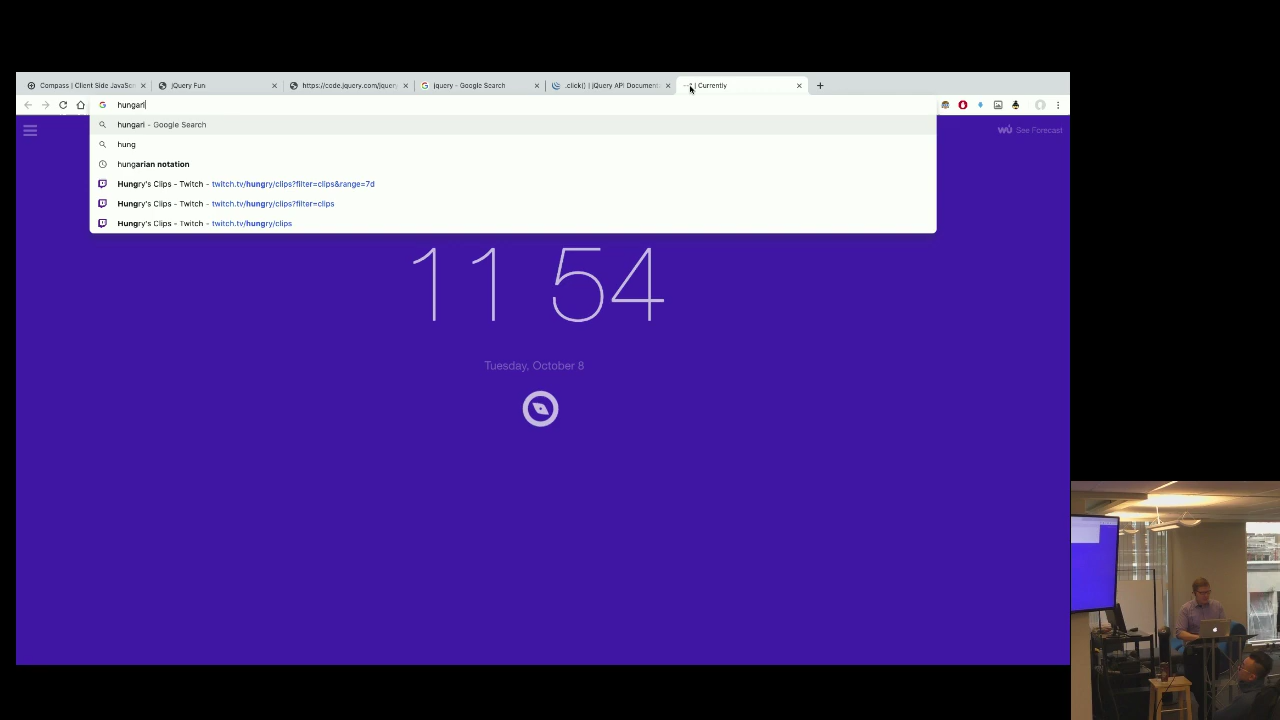 Compass | Client Side JavaSc
jQuery Fun
https://code.jquery.com/jquery
jquery - Google Search
.click() | jQuery API Document
| Currently
hungari
hungari - Google Search
hung
hungarian notation
Hungry's Clips - Twitch - twitch.tv/hungry/clips?filter=clips&range=7d
Hungry's Clips - Twitch - twitch.tv/hungry/clips?filter=clips
Hungry's Clips - Twitch - twitch.tv/hungry/clips
See Forecast
11 54
Tuesday, October 8